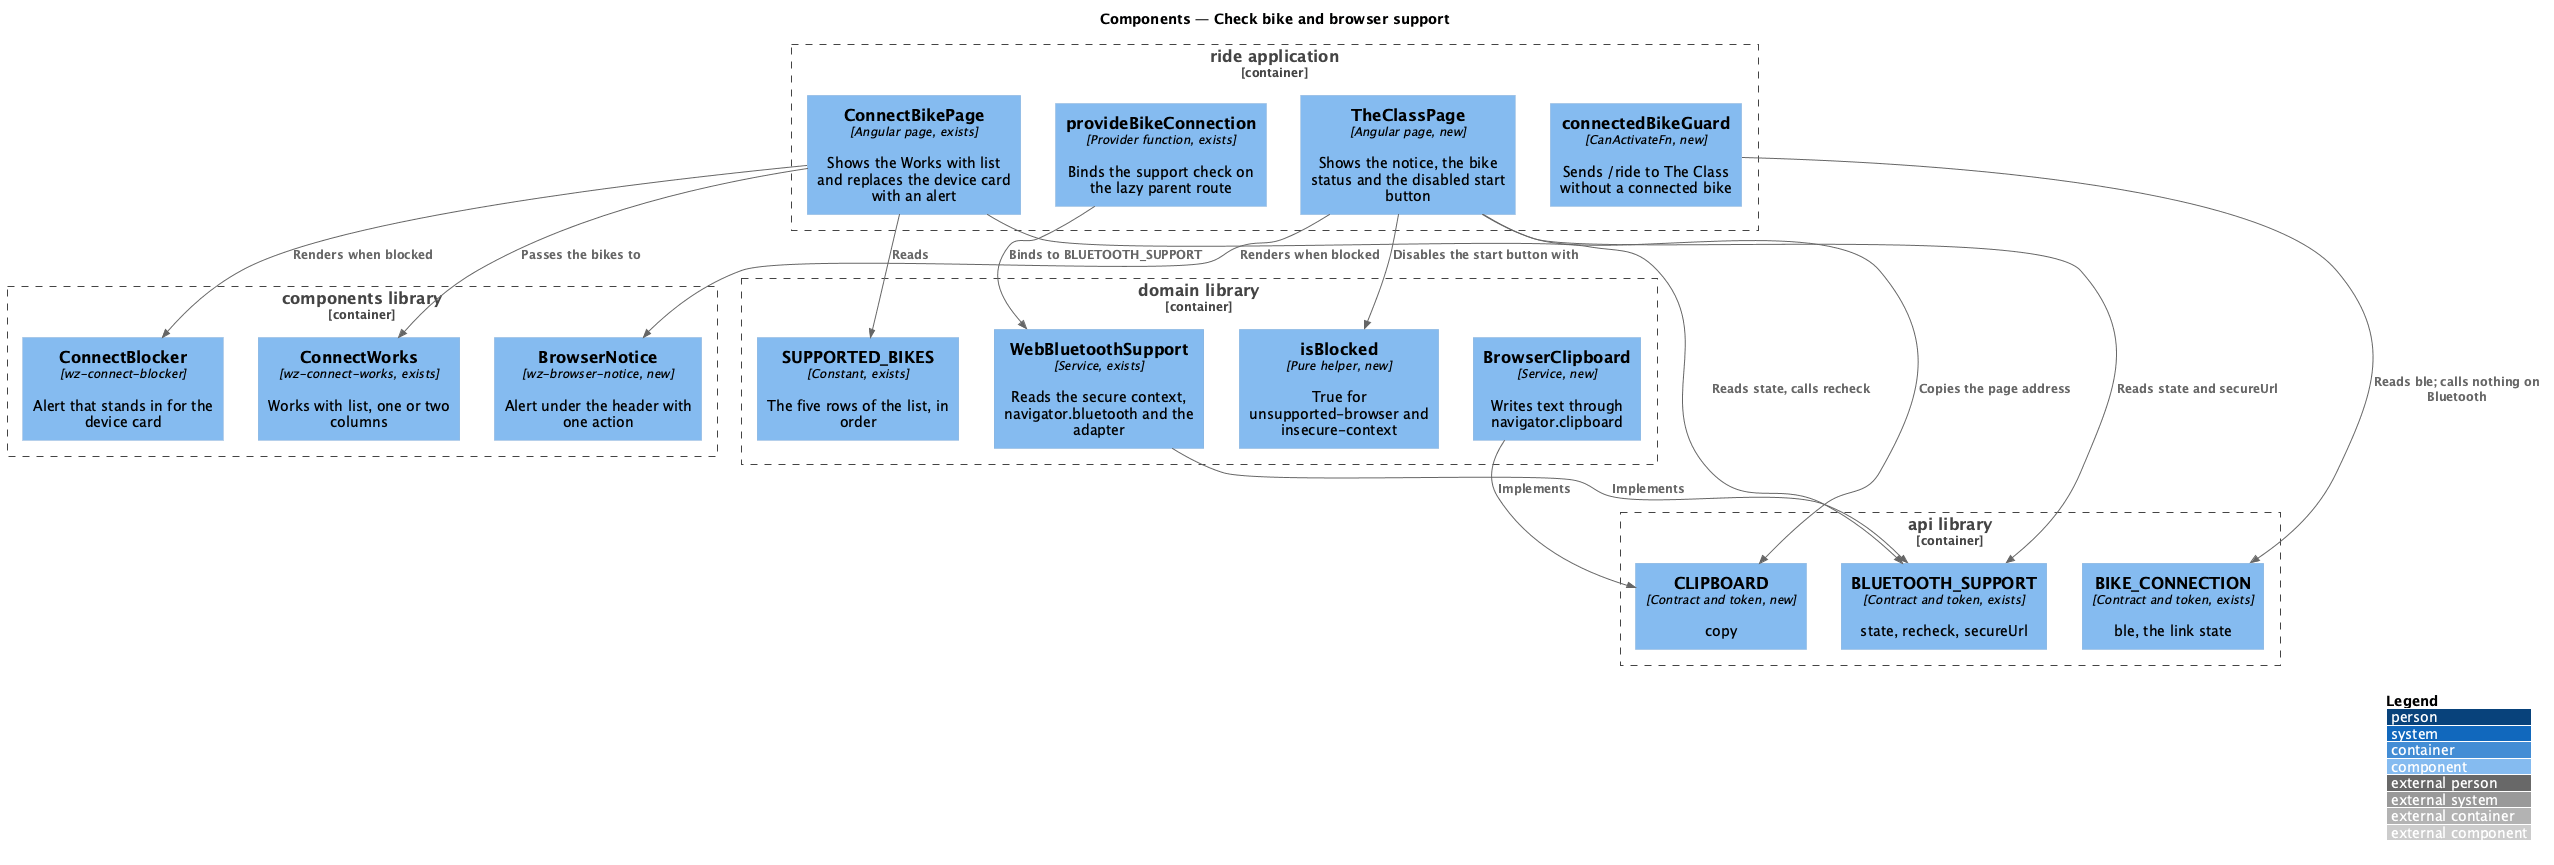 Components — Check bike and browser support
ride application
[container]
ConnectBikePage
[Angular page, exists]
Shows the Works with list
and replaces the device card
with an alert
provideBikeConnection
[Provider function, exists]
Binds the support check on
the lazy parent route
TheClassPage
[Angular page, new]
Shows the notice, the bike
status and the disabled start
button
connectedBikeGuard
[CanActivateFn, new]
Sends /ride to The Class
without a connected bike
Renders when blocked
Passes the bikes to
Reads
Binds to BLUETOOTH_SUPPORT
Renders when blocked
Disables the start button with
components library
[container]
ConnectBlocker
[wz-connect-blocker]
Alert that stands in for the
device card
ConnectWorks
[wz-connect-works, exists]
Works with list, one or two
columns
BrowserNotice
[wz-browser-notice, new]
Alert under the header with
one action
domain library
[container]
SUPPORTED_BIKES
[Constant, exists]
The five rows of the list, in
order
WebBluetoothSupport
[Service, exists]
Reads the secure context,
navigator.bluetooth and the
adapter
isBlocked
[Pure helper, new]
True for
unsupported-browser and
insecure-context
BrowserClipboard
[Service, new]
Writes text through
navigator.clipboard
Reads state, calls recheck
Copies the page address
Reads state and secureUrl
Reads ble; calls nothing on
Bluetooth
Implements
Implements
api library
[container]
CLIPBOARD
[Contract and token, new]
copy
BLUETOOTH_SUPPORT
[Contract and token, exists]
state, recheck, secureUrl
BIKE_CONNECTION
[Contract and token, exists]
ble, the link state
Legend
person
system
container
component
external person
external system
external container
external component